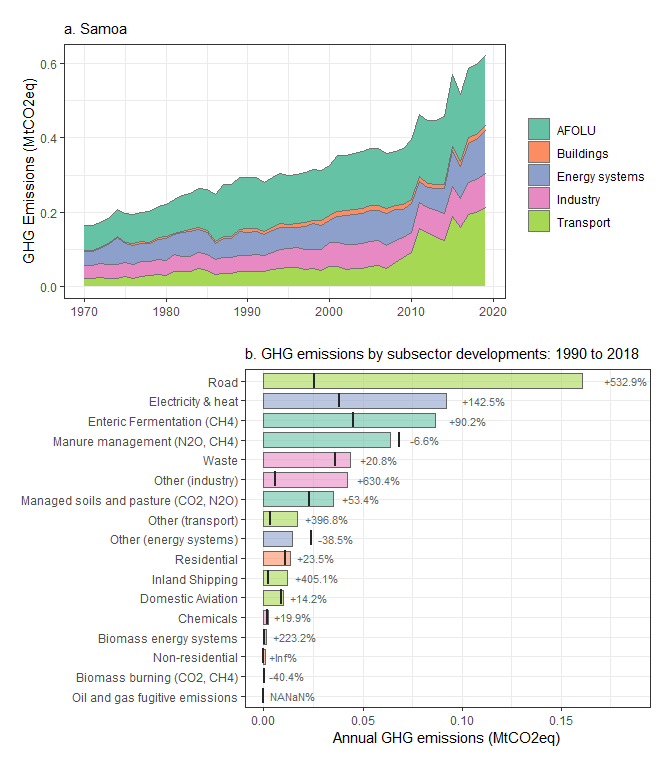 a. Samoa
GHG Emissions (MtCO2eq)
0.6
0.4
0.2
0.0
1970 1980 1990 2000 2010 2020
AFOLU
Buildings
Energy systems
Industry
Transport
b. GHG emissions by subsector developments: 1990 to 2018
Road +532.9%
Electricity & heat +142.5%
Enteric Fermentation (CH4) +90.2%
Manure management (N2O, CH4) -6.6%
Waste +20.8%
Other (industry) +630.4%
Managed soils and pasture (CO2, N2O) +53.4%
Other (transport) +396.8%
Other (energy systems) -38.5%
Residential +23.5%
Inland Shipping +405.1%
Domestic Aviation +14.2%
Chemicals +19.9%
Biomass energy systems +223.2%
Non-residential +Inf%
Biomass burning (CO2, CH4) -40.4%
Oil and gas fugitive emissions NANaN%
0.00 0.05 0.10 0.15
Annual GHG emissions (MtCO2eq)